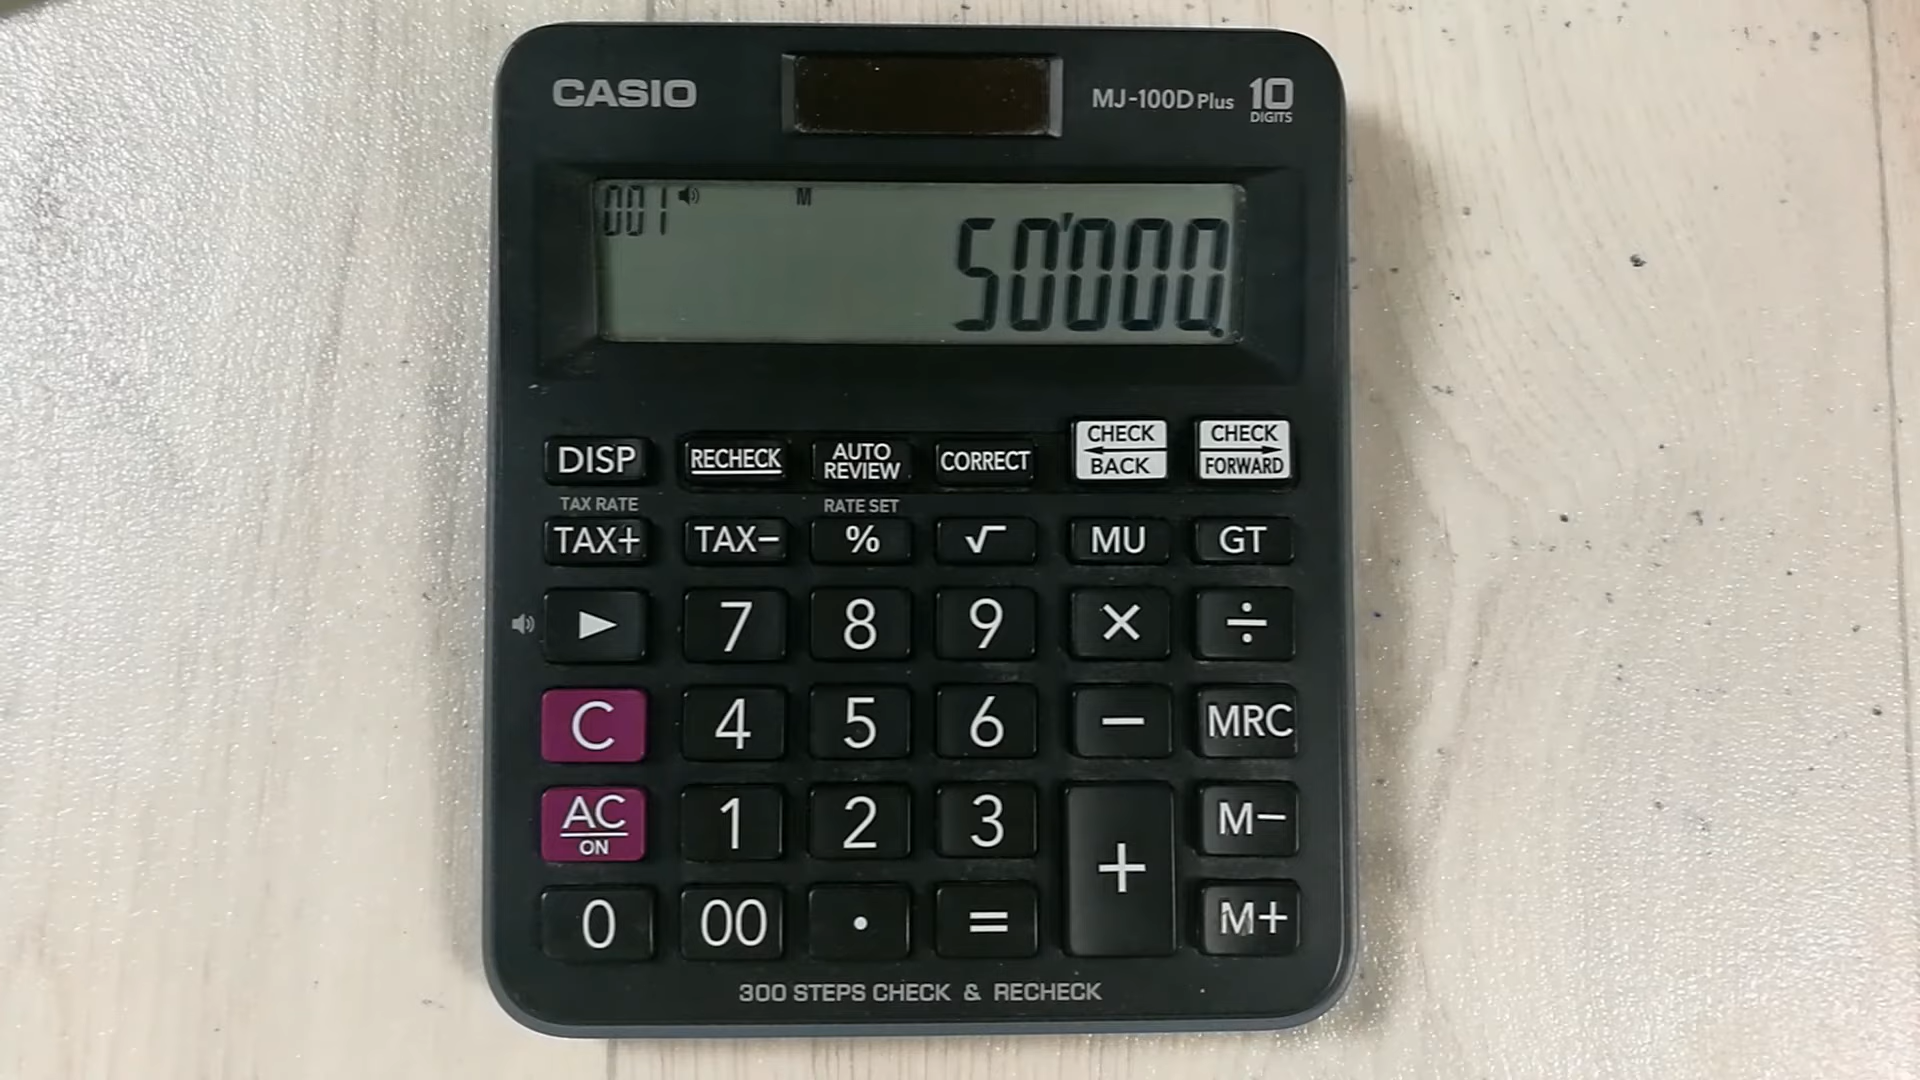 CASIO
MJ-100D Plus 10 DIGITS
001 M
50'000.
DISP RECHECK AUTO REVIEW CORRECT CHECK BACK CHECK FORWARD
TAX RATE RATE SET
TAX+ TAX− % √ MU GT
▶ 7 8 9 × ÷
C 4 5 6 − MRC
AC ON 1 2 3 + M−
0 00 . = M+
300 STEPS CHECK & RECHECK